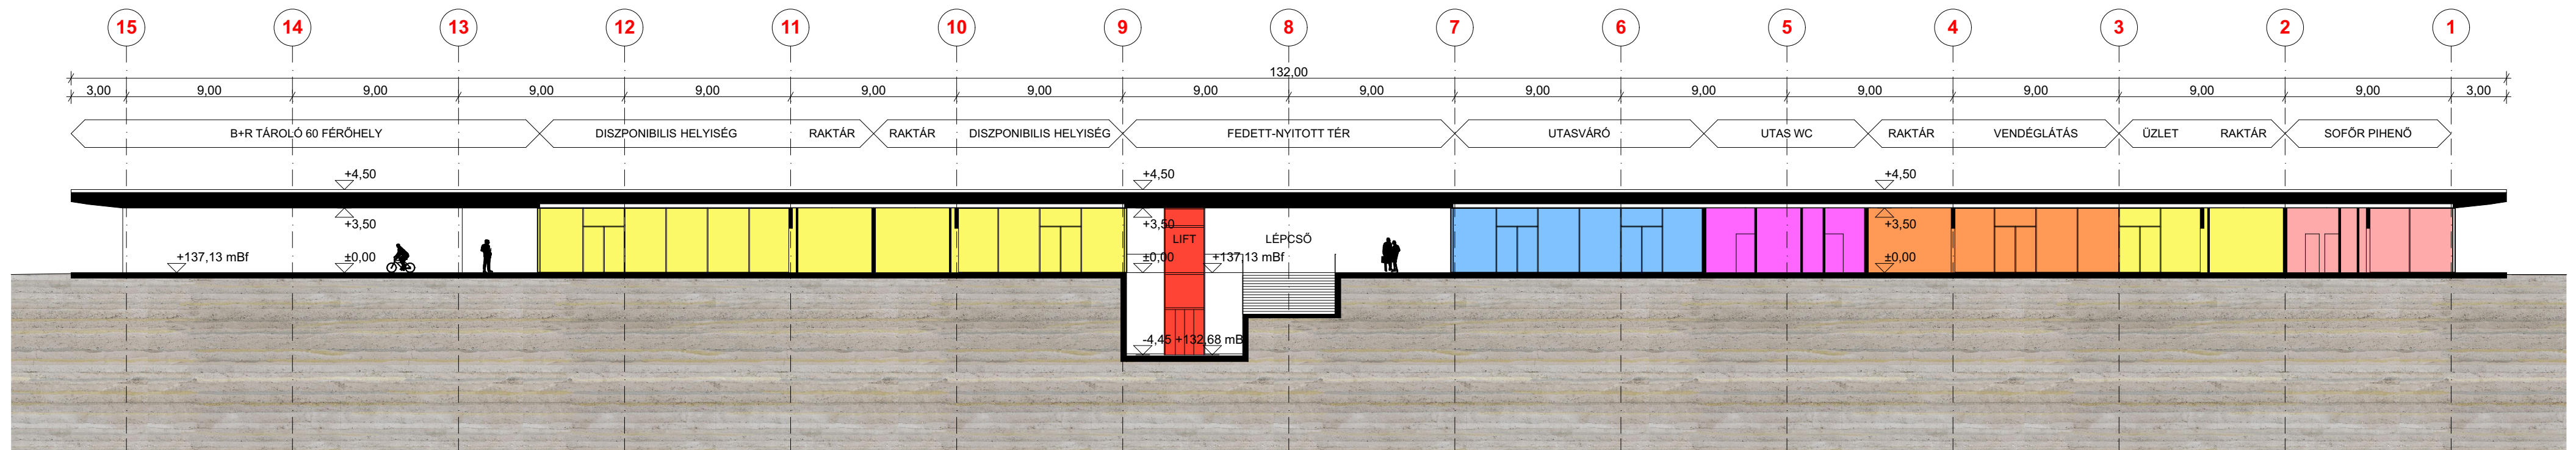 15 14 13 12 11 10 9 8 7 6 5 4 3 2 1
132,00
3,00 9,00 9,00 9,00 9,00 9,00 9,00 9,00 9,00 9,00 9,00 9,00 9,00 9,00 9,00 3,00
B+R TÁROLÓ 60 FÉRŐHELY DISZPONIBILIS HELYISÉG RAKTÁR RAKTÁR DISZPONIBILIS HELYISÉG FEDETT-NYITOTT TÉR UTASVÁRÓ UTAS WC RAKTÁR VENDÉGLÁTÁS ÜZLET RAKTÁR SOFŐR PIHENŐ
+4,50 +4,50 +4,50
+3,50 +3,50 +3,50
LIFT LÉPCSŐ
+137,13 mBf ±0,00 ±0,00 +137,13 mBf ±0,00
-4,45 +132,68 mB